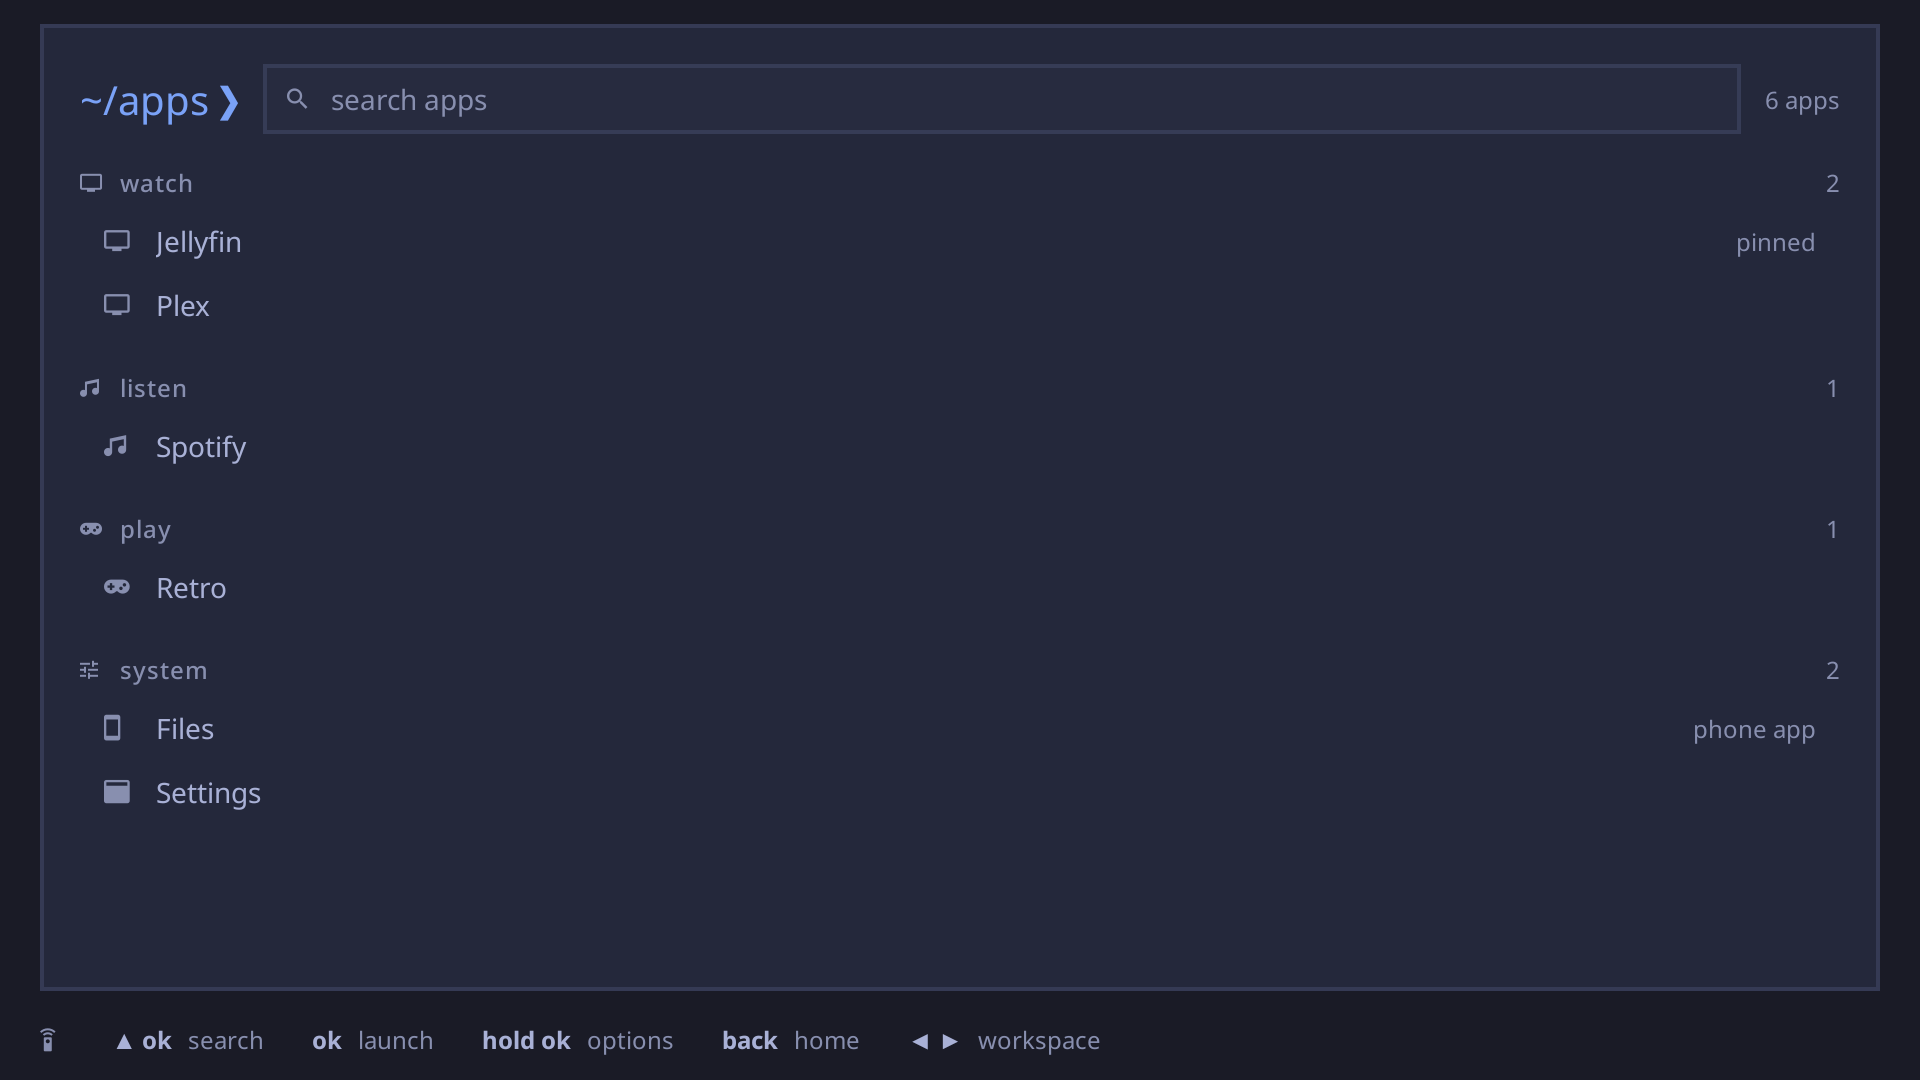 ~/apps ❯ search apps 6 apps
watch 2
Jellyfin pinned
Plex
listen 1
Spotify
play 1
Retro
system 2
Files phone app
Settings
▲ ok search ok launch hold ok options back home ◀ ▶ workspace